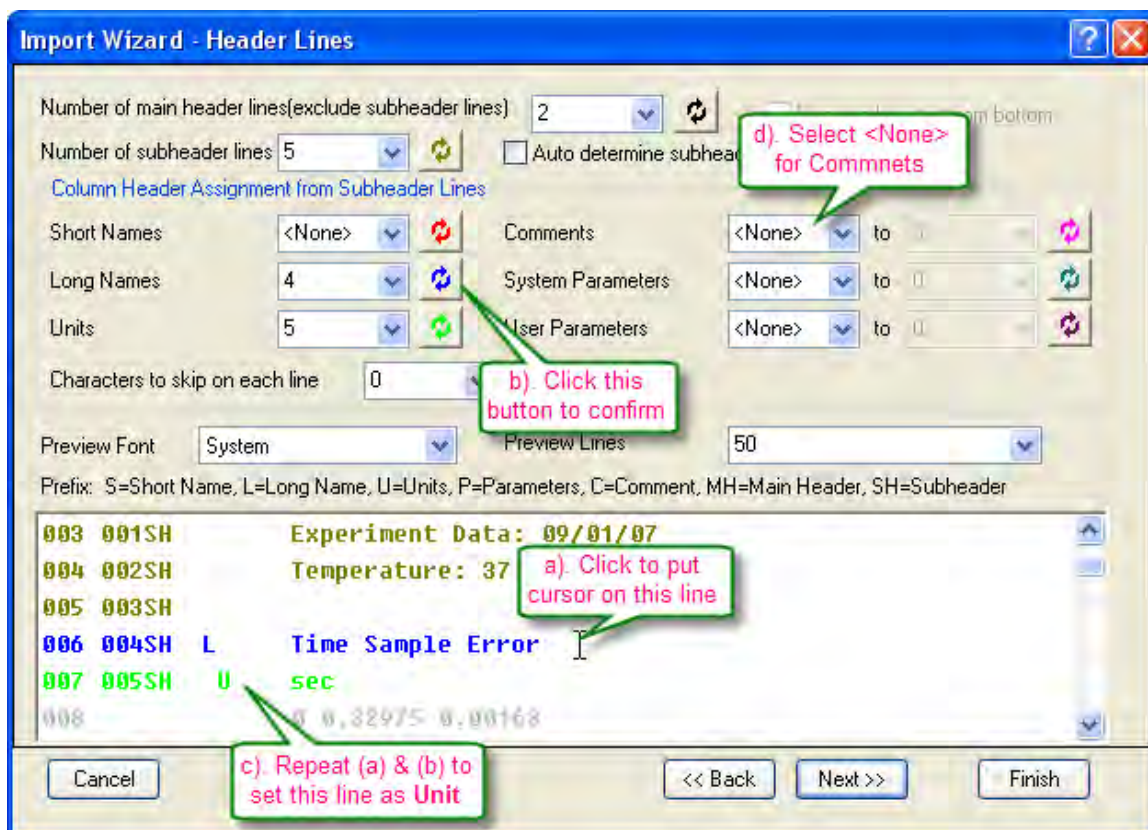 Import Wizard - Header Lines
Number of main header lines(exclude subheader lines) 2
bottom
Number of subheader lines 5 Auto determine
d). Select <None>
for Commnets
Column Header Assignment from Subheader Lines
Short Names <None> Comments <None> to
Long Names 4 System Parameters <None> to 0
Units 5 User Parameters <None> to 0
Characters to skip on each line 0
b). Click this
button to confirm
Preview Font System Preview Lines 50
Prefix: S=Short Name, L=Long Name, U=Units, P=Parameters, C=Comment, MH=Main Header, SH=Subheader
003 001SH Experiment Data: 09/01/07
004 002SH Temperature: 37
a). Click to put
cursor on this line
005 003SH
006 004SH L Time Sample Error
007 005SH U sec
008 0 0.32975 0.00163
c). Repeat (a) & (b) to
set this line as Unit
Cancel << Back Next >> Finish